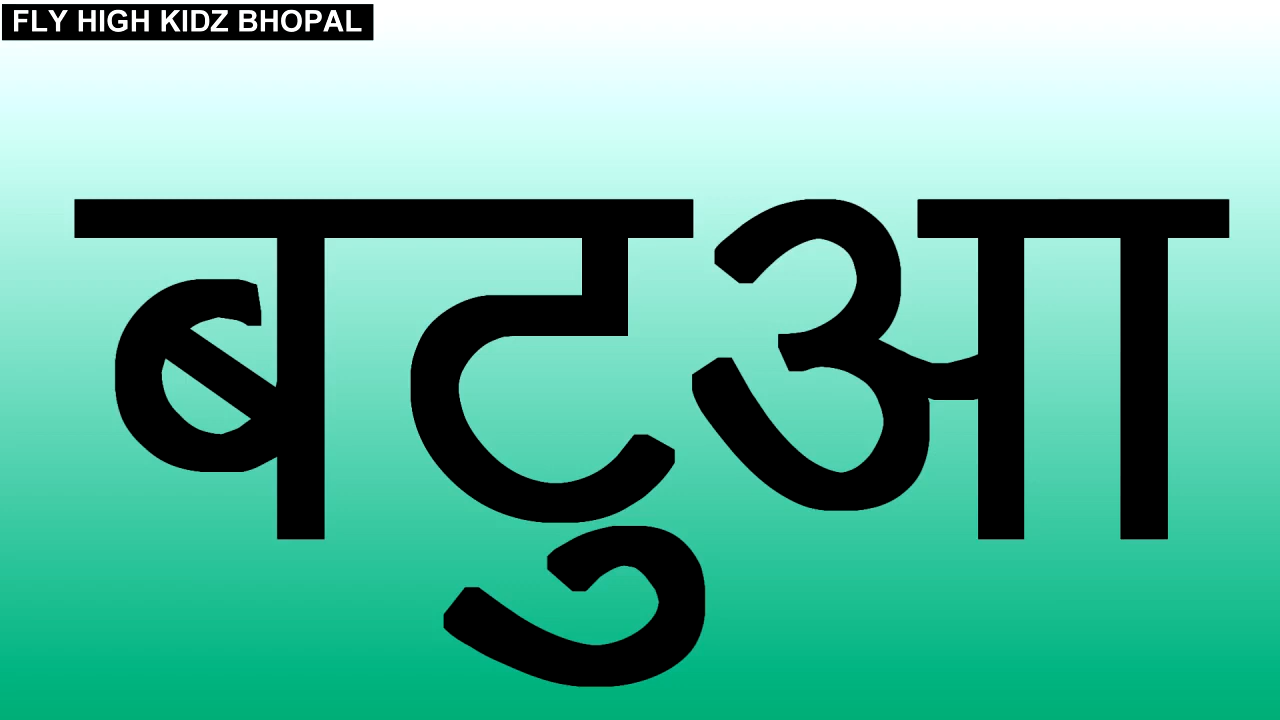 FLY HIGH KIDZ BHOPAL
बटुआ